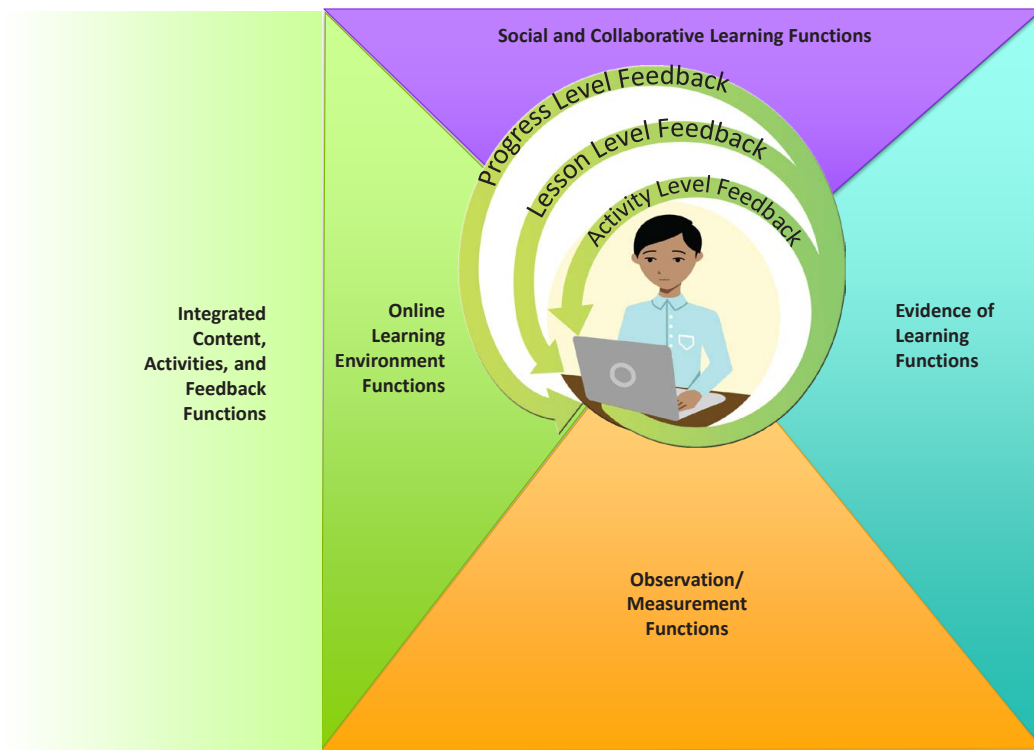 Social and Collaborative Learning Functions
Progress Level Feedback
Lesson Level Feedback
Activity Level Feedback
Integrated
Content,
Activities, and
Feedback
Functions
Online
Learning
Environment
Functions
Evidence of
Learning
Functions
Observation/
Measurement
Functions